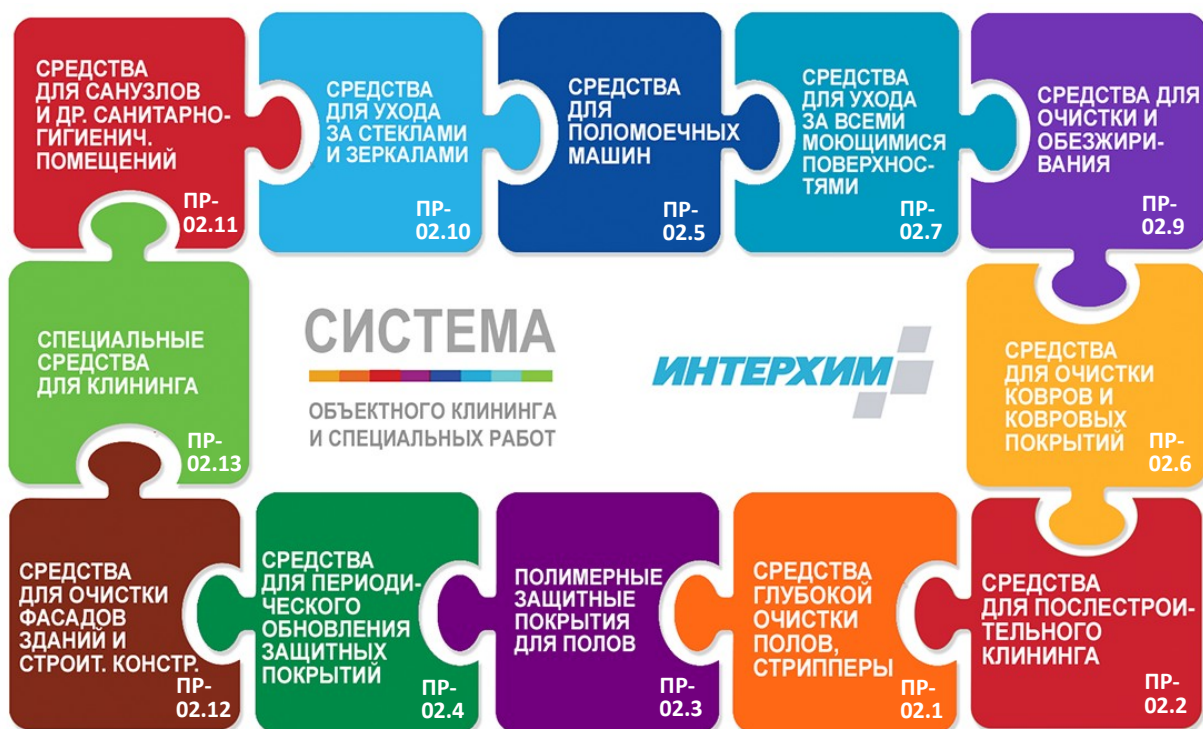 СРЕДСТВА
ДЛЯ САНУЗЛОВ
И ДР. САНИТАРНО-
ГИГИЕНИЧ.
ПОМЕЩЕНИЙ
ПР-
02.11
СРЕДСТВА
ДЛЯ УХОДА
ЗА СТЕКЛАМИ
И ЗЕРКАЛАМИ
ПР-
02.10
СРЕДСТВА
ДЛЯ
ПОЛОМОЕЧНЫХ
МАШИН
ПР-
02.5
СРЕДСТВА
ДЛЯ УХОДА
ЗА ВСЕМИ
МОЮЩИМИСЯ
ПОВЕРХНОС-
ТЯМИ
ПР-
02.7
СРЕДСТВА ДЛЯ
ОЧИСТКИ И
ОБЕЗЖИРИ-
ВАНИЯ
ПР-
02.9
СПЕЦИАЛЬНЫЕ
СРЕДСТВА
ДЛЯ КЛИНИНГА
ПР-
02.13
СИСТЕМА
ОБЪЕКТНОГО КЛИНИНГА
И СПЕЦИАЛЬНЫХ РАБОТ
ИНТЕРХИМ
СРЕДСТВА
ДЛЯ ОЧИСТКИ
КОВРОВ И
КОВРОВЫХ
ПОКРЫТИЙ
ПР-
02.6
СРЕДСТВА
ДЛЯ ОЧИСТКИ
ФАСАДОВ
ЗДАНИЙ И
СТРОИТ. КОНСТР.
ПР-
02.12
СРЕДСТВА
ДЛЯ ПЕРИОДИ-
ЧЕСКОГО
ОБНОВЛЕНИЯ
ЗАЩИТНЫХ
ПОКРЫТИЙ
ПР-
02.4
ПОЛИМЕРНЫЕ
ЗАЩИТНЫЕ
ПОКРЫТИЯ
ДЛЯ ПОЛОВ
ПР-
02.3
СРЕДСТВА
ГЛУБОКОЙ
ОЧИСТКИ
ПОЛОВ,
СТРИППЕРЫ
ПР-
02.1
СРЕДСТВА
ДЛЯ ПОСЛЕСТРОИ-
ТЕЛЬНОГО
КЛИНИНГА
ПР-
02.2